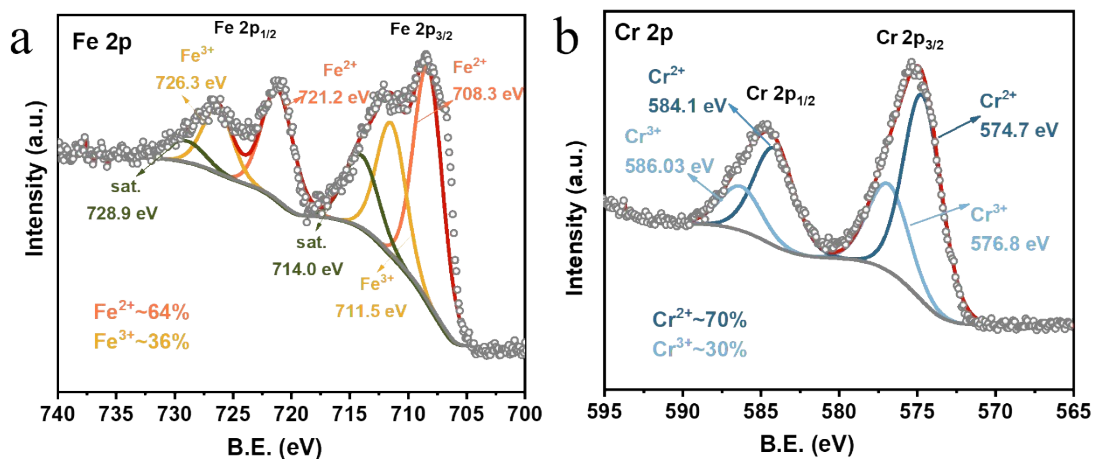 a
Fe 2p
Fe 2p1/2
Fe 2p3/2
Fe3+
726.3 eV
Fe2+
721.2 eV
Fe2+
708.3 eV
sat.
728.9 eV
sat.
714.0 eV
Fe3+
711.5 eV
Fe2+~64%
Fe3+~36%
Intensity (a.u.)
740 730 720 710 700
B.E. (eV)
b
Cr 2p
Cr 2p3/2
Cr 2p1/2
Cr2+
584.1 eV
Cr2+
574.7 eV
Cr3+
586.03 eV
Cr3+
576.8 eV
Cr2+~70%
Cr3+~30%
Intensity (a.u.)
595 590 585 580 575 570 565
B.E. (eV)